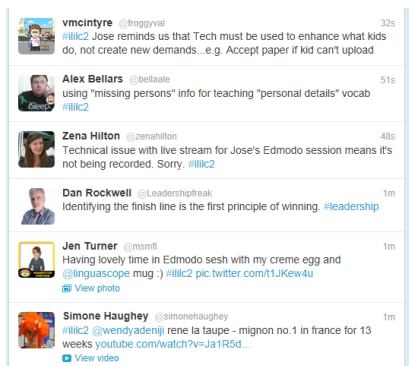 vmcintyre @froggyval 32s
#ililc2 Jose reminds us that Tech must be used to enhance what kids
do, not create new demands...e.g. Accept paper if kid can't upload
Alex Bellars @bellaale 51s
using "missing persons" info for teaching "personal details" vocab
#ililc2
iSleep.
Zena Hilton @zenahilton 48s
Technical issue with live stream for Jose's Edmodo session means it's
not being recorded. Sorry. #ililc2
Dan Rockwell @Leadershipfreak 1m
Identifying the finish line is the first principle of winning. #leadership
Jen Turner @msmfl 1m
Having lovely time in Edmodo sesh with my creme egg and
@linguascope mug :) #ililc2 pic.twitter.com/t1JKew4u
View photo
Simone Haughey @simonehaughey 1m
#ililc2 @wendyadeniji rene la taupe - mignon no.1 in france for 13
weeks youtube.com/watch?v=Ja1R5d...
View video